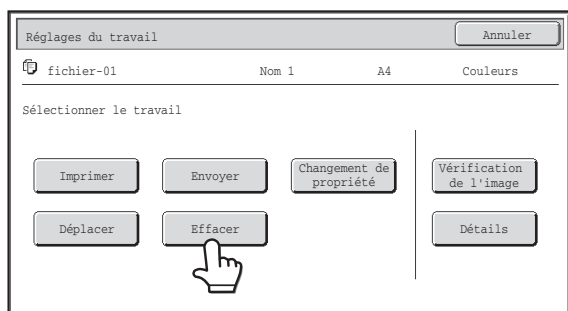 Réglages du travail Annuler
fichier-01 Nom 1 A4 Couleurs
Sélectionner le travail
Imprimer Envoyer Changement de propriété Vérification de l'image
Déplacer Effacer Détails